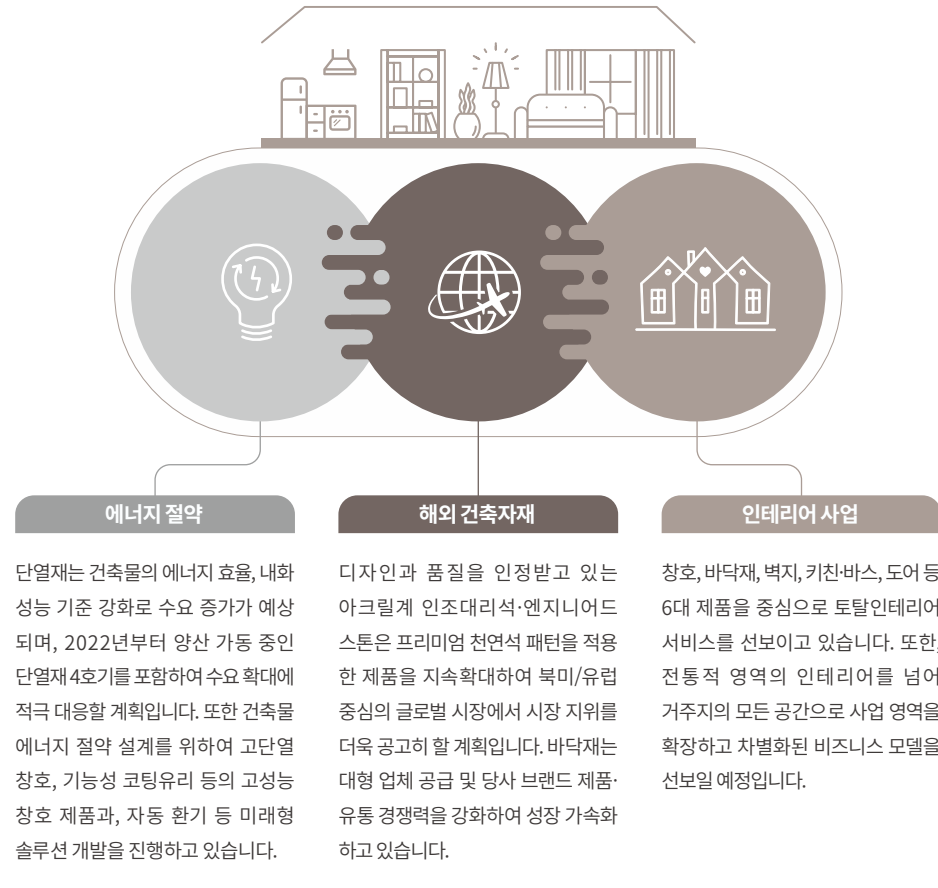 에너지 절약
단열재는 건축물의 에너지 효율, 내화
성능 기준 강화로 수요 증가가 예상
되며, 2022년부터 양산 가동 중인
단열재 4호기를 포함하여 수요 확대에
적극 대응할 계획입니다. 또한 건축물
에너지 절약 설계를 위하여 고단열
창호, 기능성 코팅유리 등의 고성능
창호 제품과, 자동 환기 등 미래형
솔루션 개발을 진행하고 있습니다.
해외 건축자재
디자인과 품질을 인정받고 있는
아크릴계 인조대리석·엔지니어드
스톤은 프리미엄 천연석 패턴을 적용
한 제품을 지속확대하여 북미/유럽
중심의 글로벌 시장에서 시장 지위를
더욱 공고히 할 계획입니다. 바닥재는
대형 업체 공급 및 당사 브랜드 제품·
유통 경쟁력을 강화하여 성장 가속화
하고 있습니다.
인테리어 사업
창호, 바닥재, 벽지, 키친·바스, 도어 등
6대 제품을 중심으로 토탈인테리어
서비스를 선보이고 있습니다. 또한,
전통적 영역의 인테리어를 넘어
거주지의 모든 공간으로 사업 영역을
확장하고 차별화된 비즈니스 모델을
선보일 예정입니다.